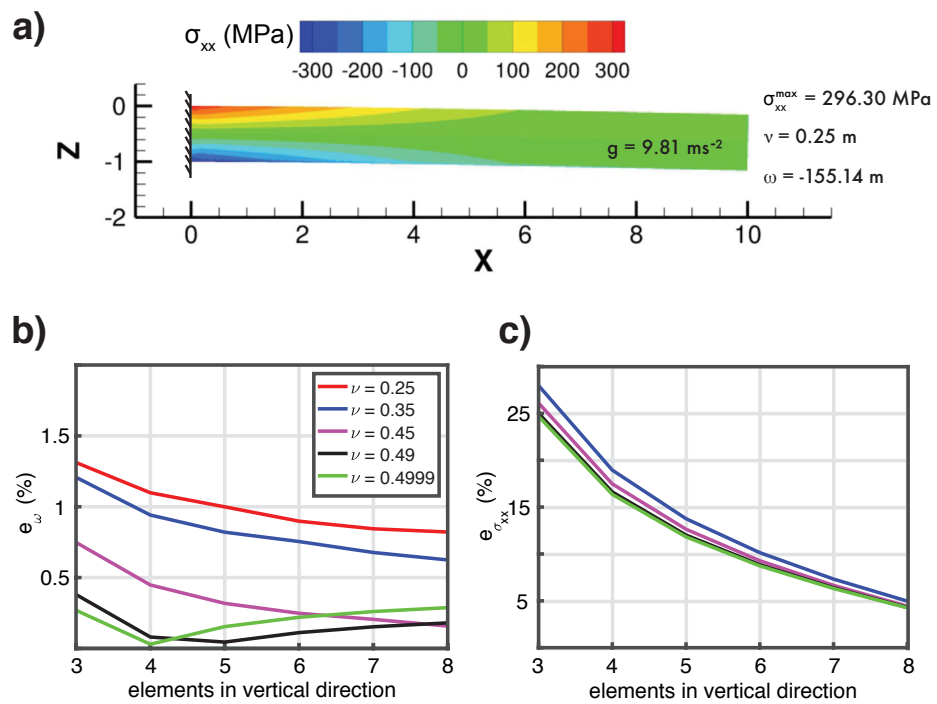 a)
σxx (MPa)
-300 -200 -100 0 100 200 300
0
-1
-2
Z
g = 9.81 ms-2
σxxmax = 296.30 MPa
ν = 0.25 m
ω = -155.14 m
0 2 4 6 8 10
X
b)
1.5
1
0.5
eω (%)
ν = 0.25
ν = 0.35
ν = 0.45
ν = 0.49
ν = 0.4999
3 4 5 6 7 8
elements in vertical direction
c)
25
15
5
eσxx (%)
3 4 5 6 7 8
elements in vertical direction